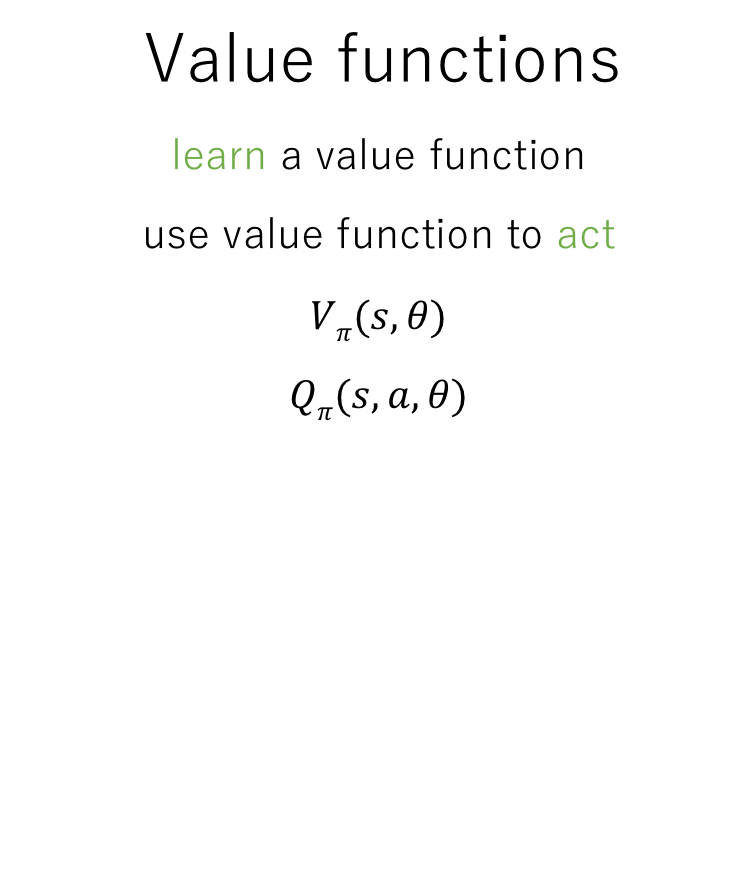 Value functions
learn a value function
use value function to act
V_π(s, θ)
Q_π(s, a, θ)